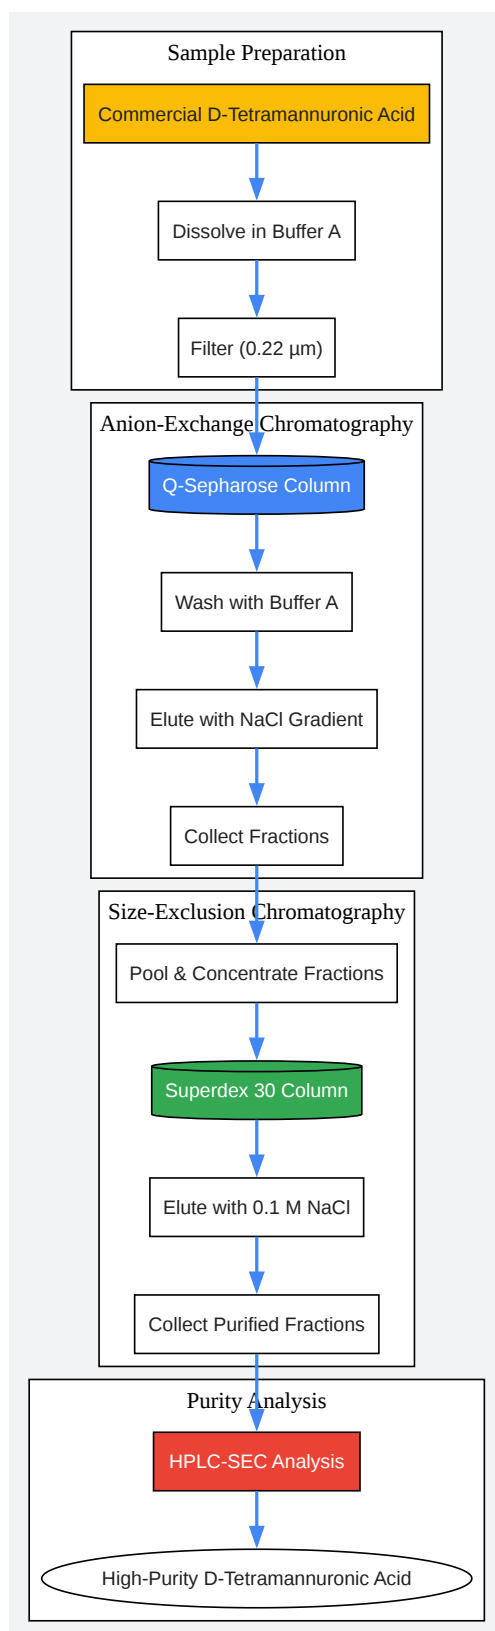 Sample Preparation
Commercial D-Tetramannuronic Acid
Dissolve in Buffer A
Filter (0.22 µm)
Anion-Exchange Chromatography
Q-Sepharose Column
Wash with Buffer A
Elute with NaCl Gradient
Collect Fractions
Size-Exclusion Chromatography
Pool & Concentrate Fractions
Superdex 30 Column
Elute with 0.1 M NaCl
Collect Purified Fractions
Purity Analysis
HPLC-SEC Analysis
High-Purity D-Tetramannuronic Acid